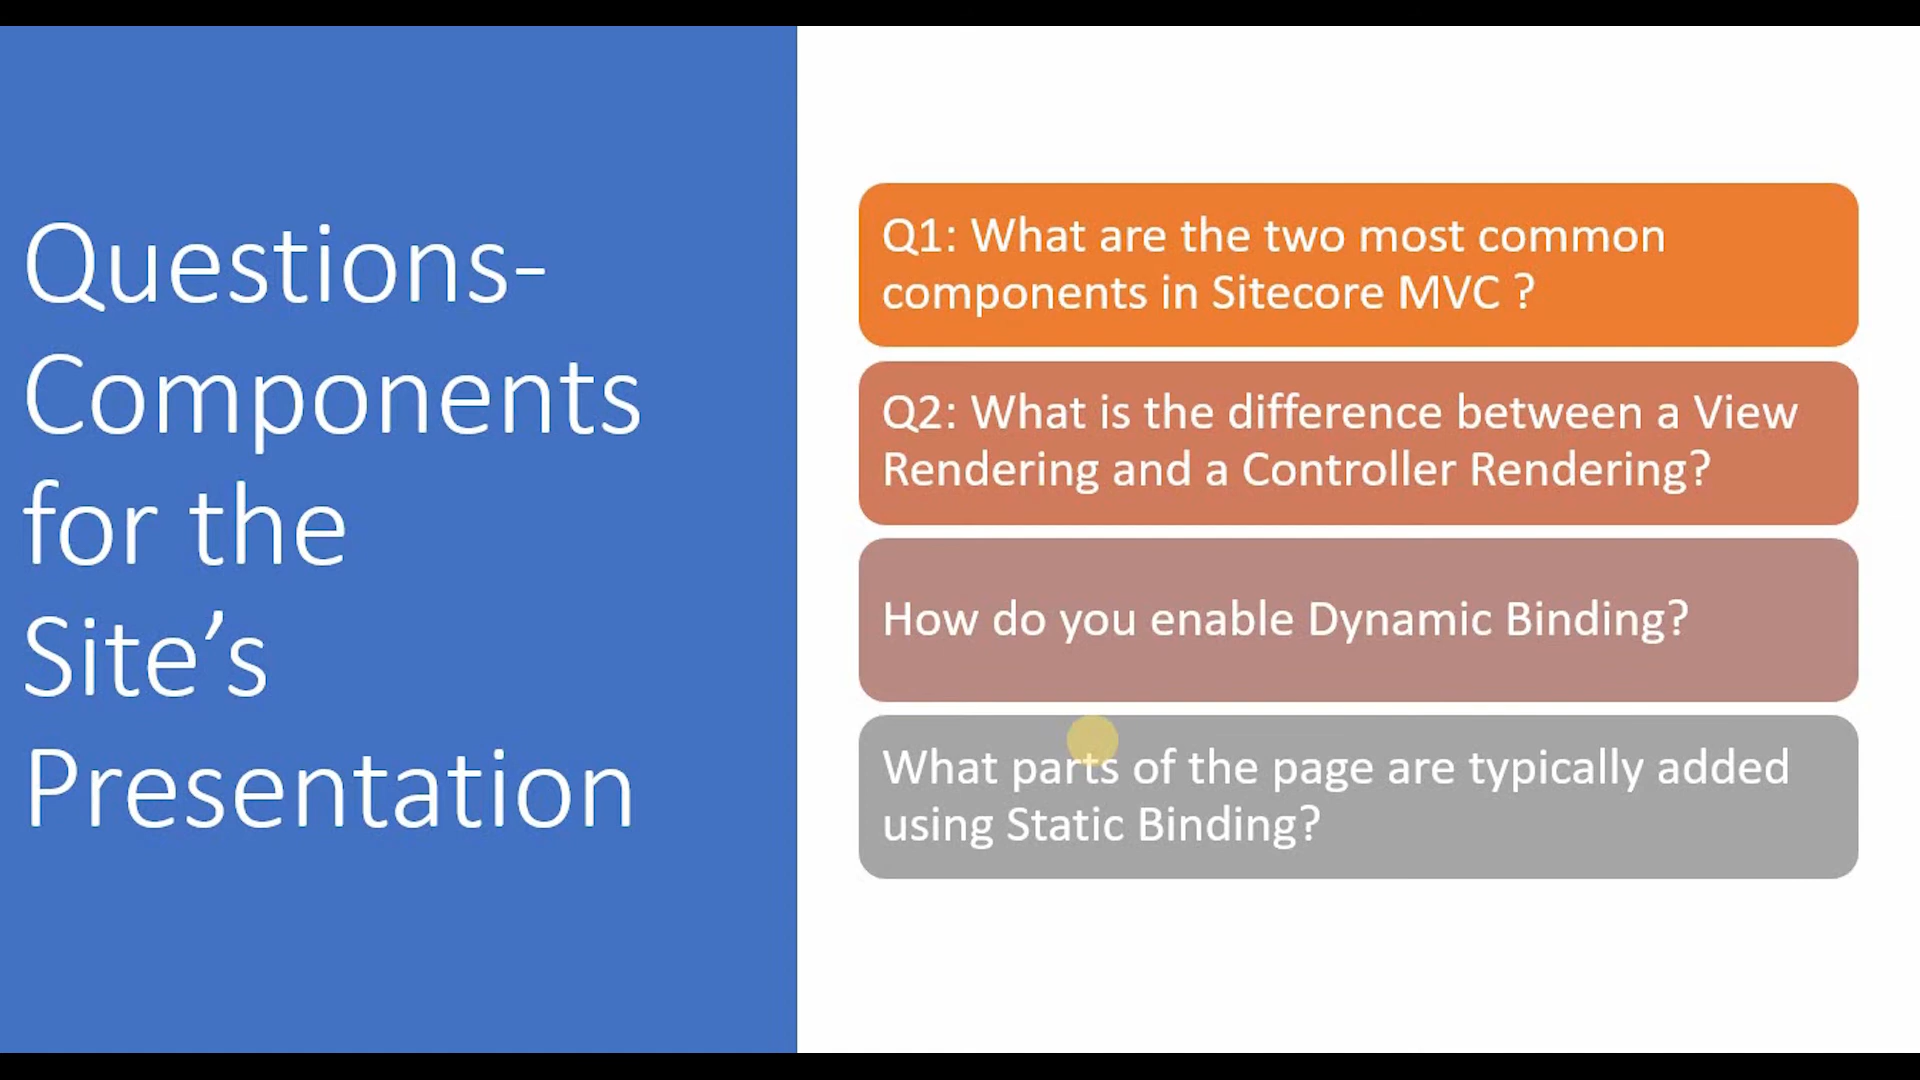 Questions-
Components
for the
Site’s
Presentation
Q1: What are the two most common
components in Sitecore MVC ?
Q2: What is the difference between a View
Rendering and a Controller Rendering?
How do you enable Dynamic Binding?
What parts of the page are typically added
using Static Binding?